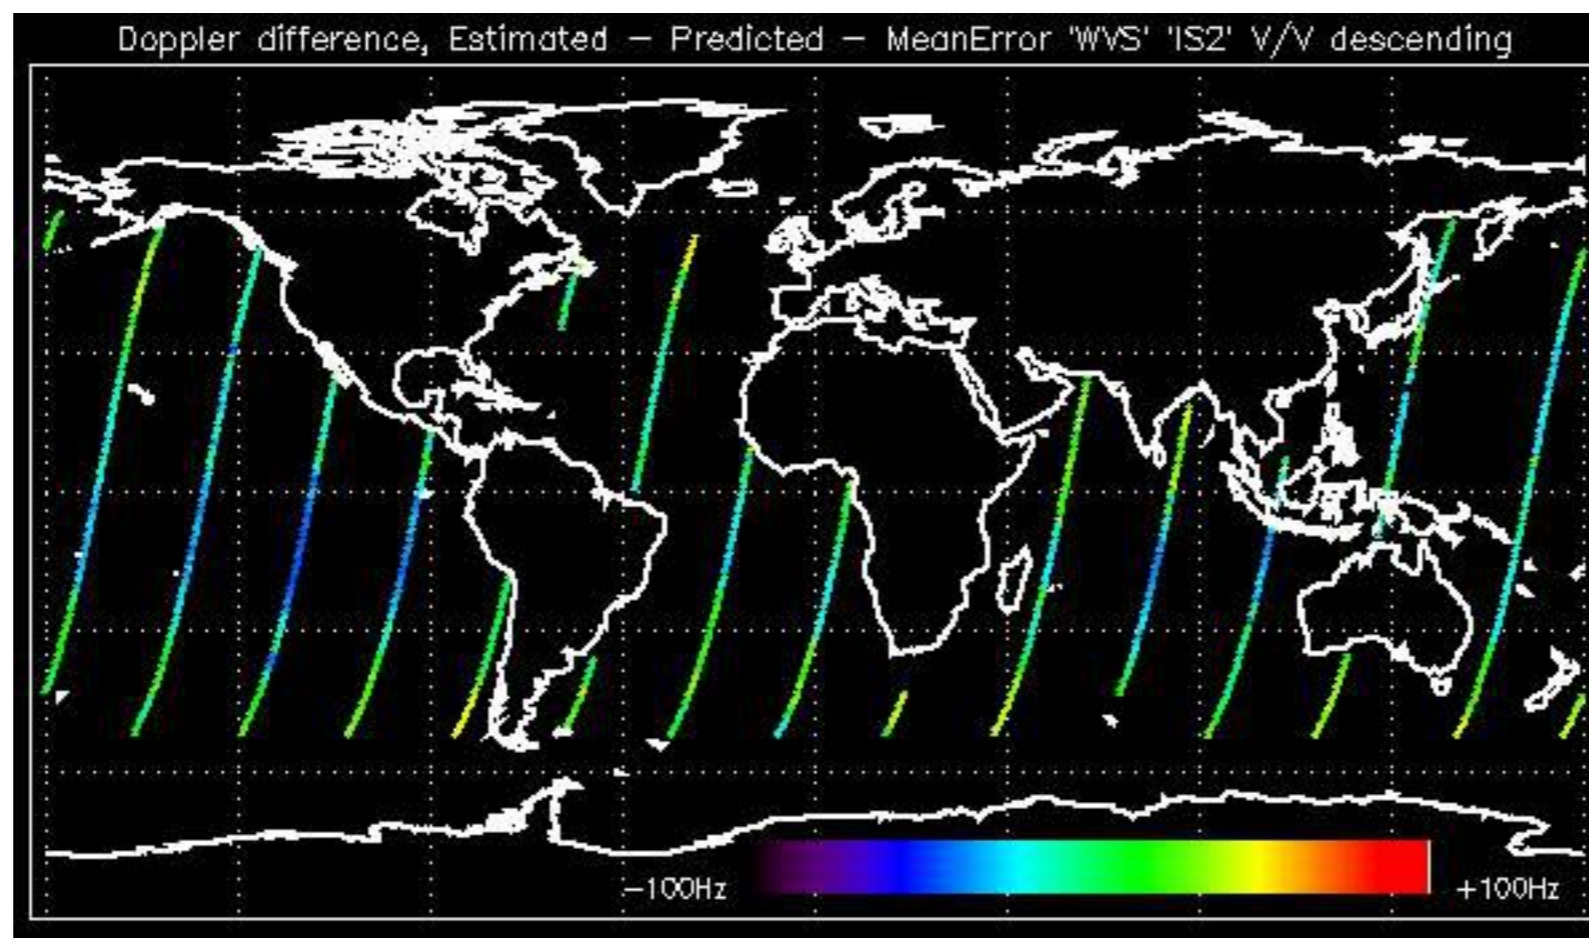 Doppler difference, Estimated - Predicted - MeanError 'WVS' 'IS2' V/V descending
-100Hz
+100Hz